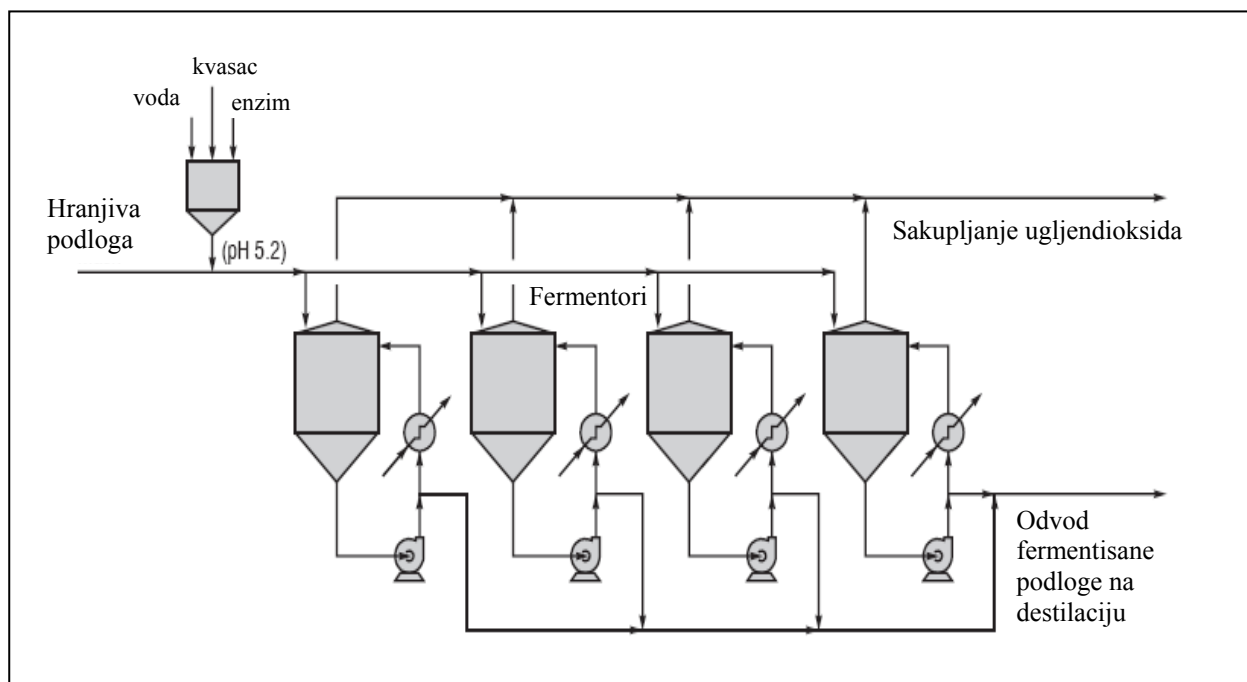 kvasac
voda
enzim
Hranjiva
podloga
(pH 5.2)
Sakupljanje ugljendioksida
Fermentori
Odvod
fermentisane
podloge na
destilaciju